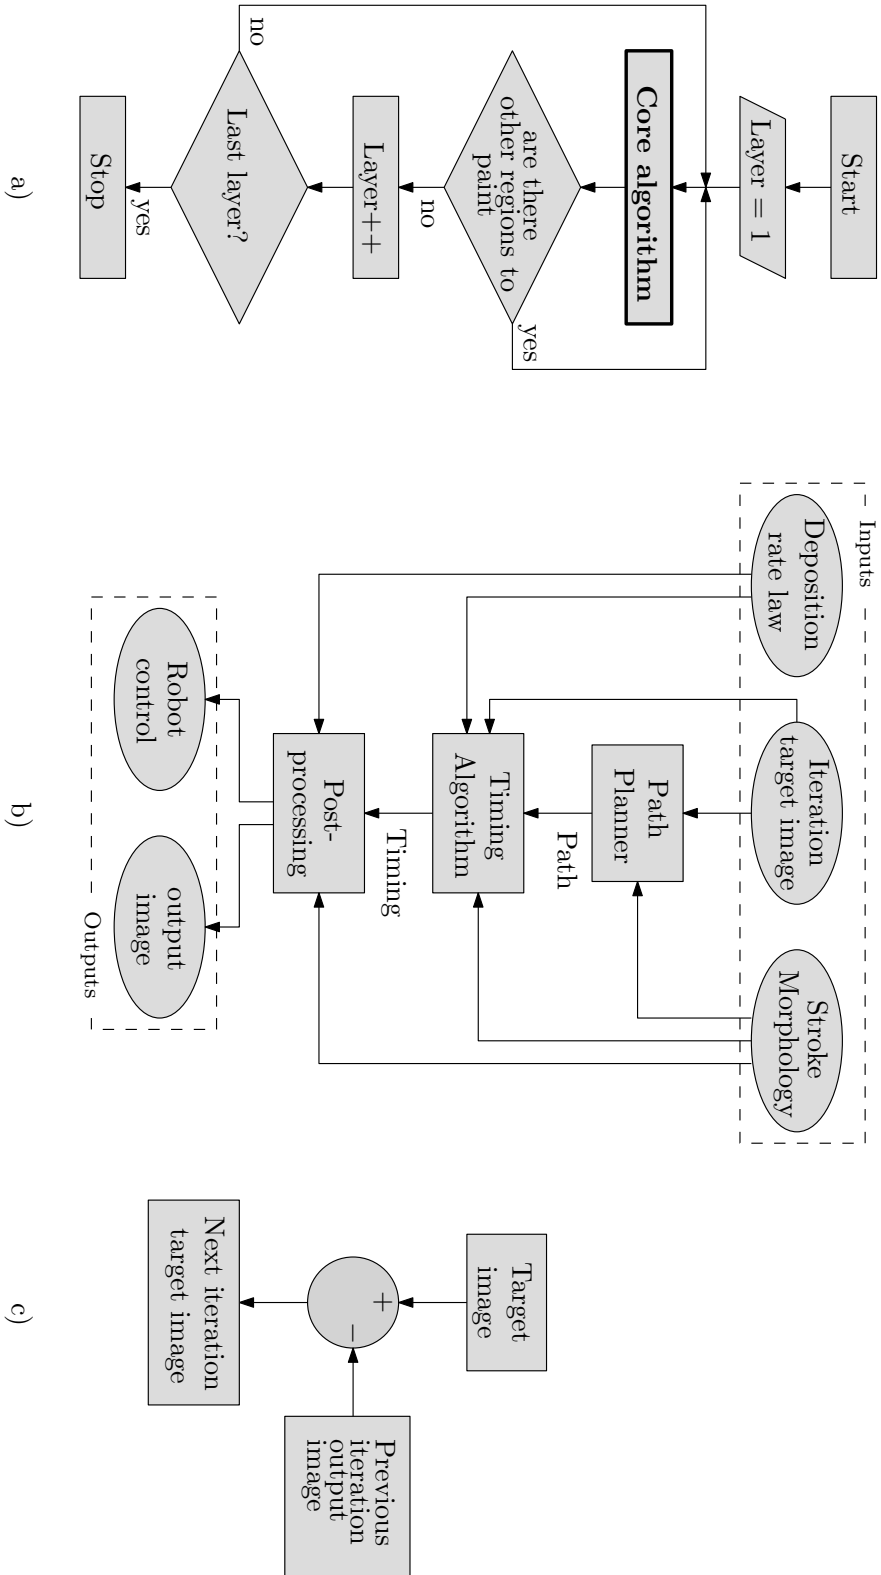 Start
Layer = 1
Core algorithm
are there
other regions to
paint
yes
no
Layer++
Last layer?
no
yes
Stop
a)
Inputs
Deposition
rate law
Iteration
target image
Stroke
Morphology
Path
Planner
Path
Timing
Algorithm
Timing
Post-
processing
Robot
control
output
image
Outputs
b)
Target
image
+
−
Previous
iteration
output
image
Next iteration
target image
c)